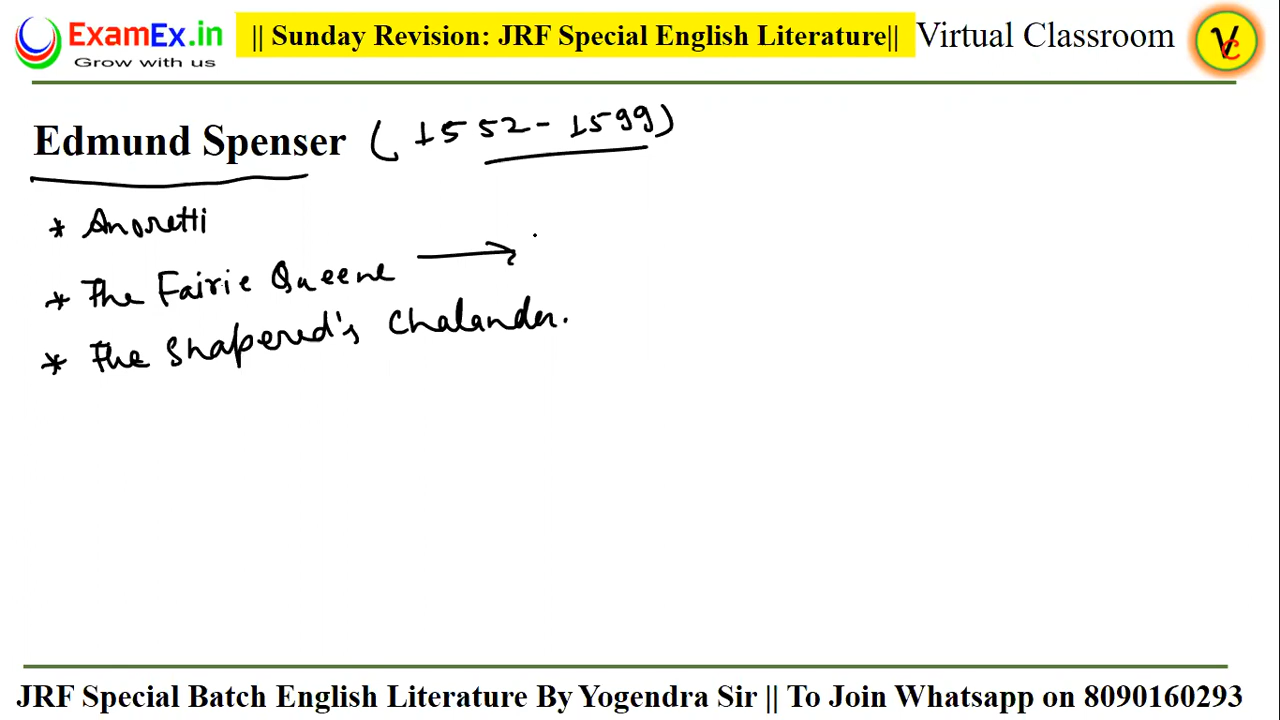 ExamEx.in
Grow with us
|| Sunday Revision: JRF Special English Literature||
Virtual Classroom
VC
Edmund Spenser (1552-1599)
* Amoretti
* The Fairie Queene →
* The Shapered's Chalander.
JRF Special Batch English Literature By Yogendra Sir || To Join Whatsapp on 8090160293